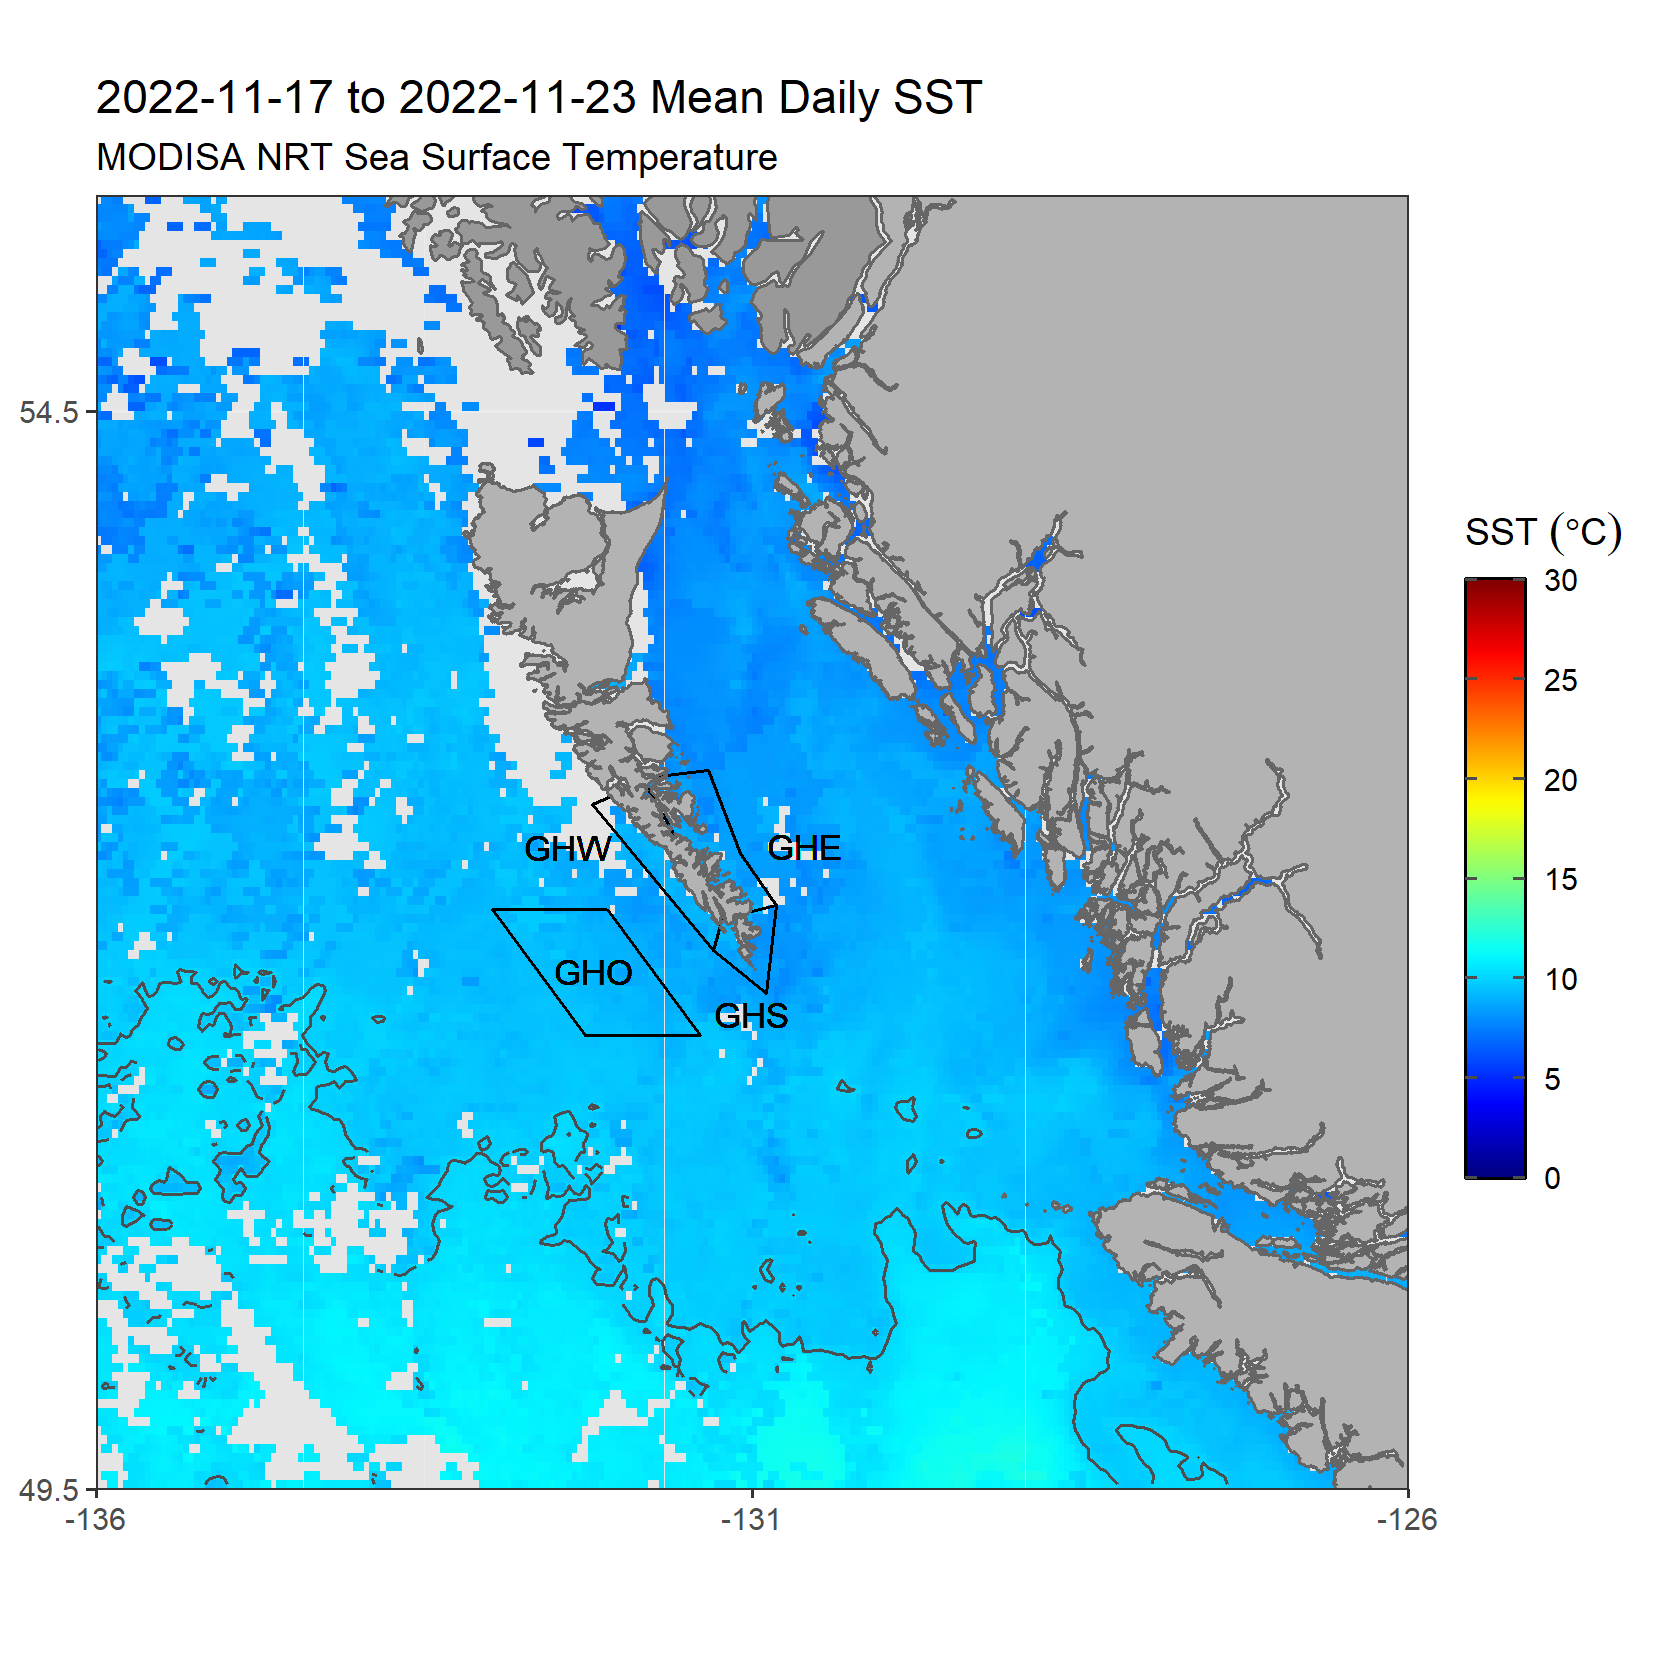 2022-11-17 to 2022-11-23 Mean Daily SST
MODISA NRT Sea Surface Temperature
54.5
49.5
-136
-131
-126
GHW
GHE
GHO
GHS
SST (°C)
30
25
20
15
10
5
0